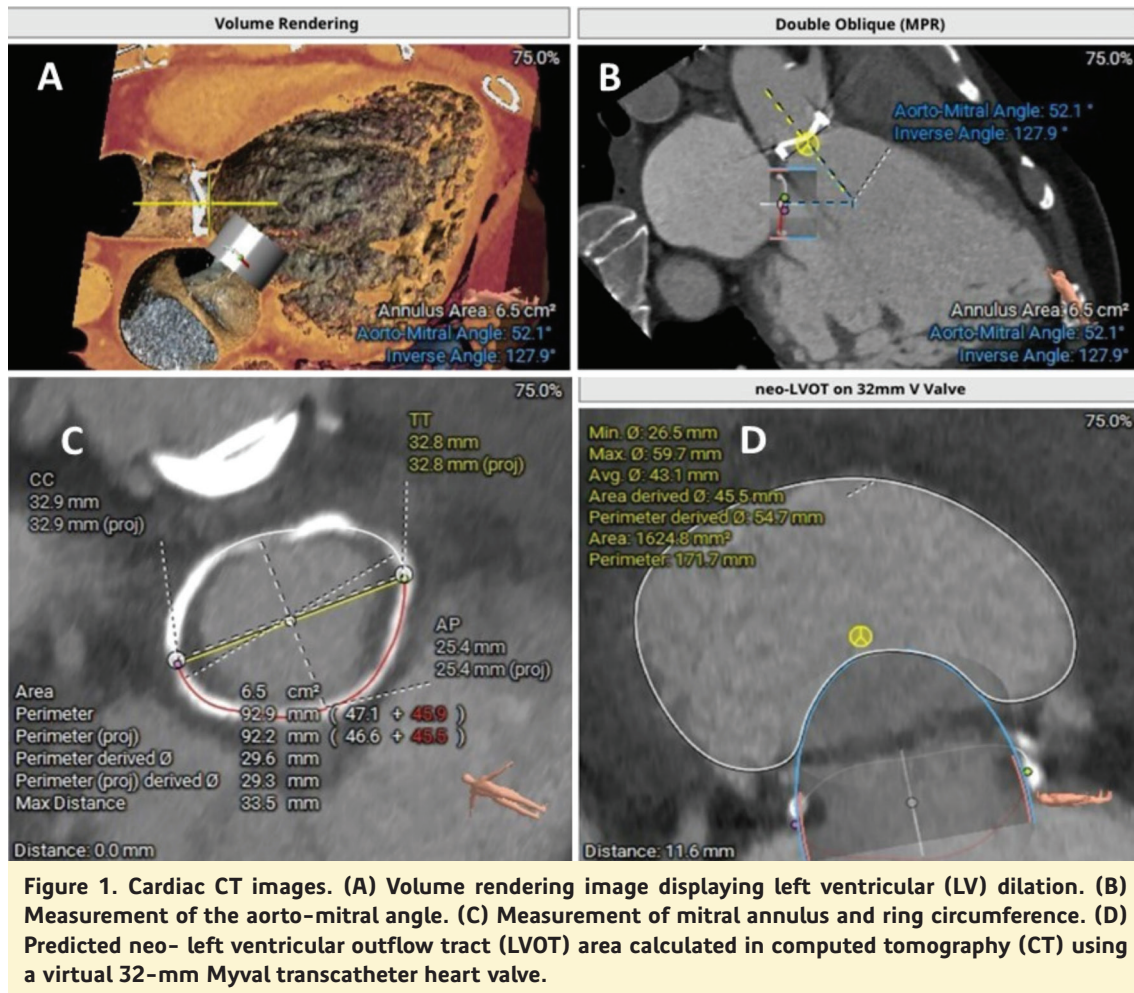 Volume Rendering
A
75.0%
Annulus Area: 6.5 cm²
Aorto-Mitral Angle: 52.1°
Inverse Angle: 127.9°
Double Oblique (MPR)
B
75.0%
Aorto-Mitral Angle: 52.1°
Inverse Angle: 127.9°
Annulus Area: 6.5 cm²
Aorto-Mitral Angle: 52.1°
Inverse Angle: 127.9°
75.0%
C
TT
32.8 mm
32.8 mm (proj)
CC
32.9 mm
32.9 mm (proj)
AP
25.4 mm
25.4 mm (proj)
Area 6.5 cm²
Perimeter 92.9 mm ( 47.1 + 45.9 )
Perimeter (proj) 92.2 mm ( 46.6 + 45.5 )
Perimeter derived Ø 29.6 mm
Perimeter (proj) derived Ø 29.3 mm
Max Distance 33.5 mm
Distance: 0.0 mm
neo-LVOT on 32mm V Valve
75.0%
D
Min. Ø: 26.5 mm
Max. Ø: 59.7 mm
Avg. Ø: 43.1 mm
Area derived Ø: 45.5 mm
Perimeter derived Ø: 54.7 mm
Area: 1624.8 mm²
Perimeter: 171.7 mm
Distance: 11.6 mm
Figure 1. Cardiac CT images. (A) Volume rendering image displaying left ventricular (LV) dilation. (B)
Measurement of the aorto-mitral angle. (C) Measurement of mitral annulus and ring circumference. (D)
Predicted neo- left ventricular outflow tract (LVOT) area calculated in computed tomography (CT) using
a virtual 32-mm Myval transcatheter heart valve.